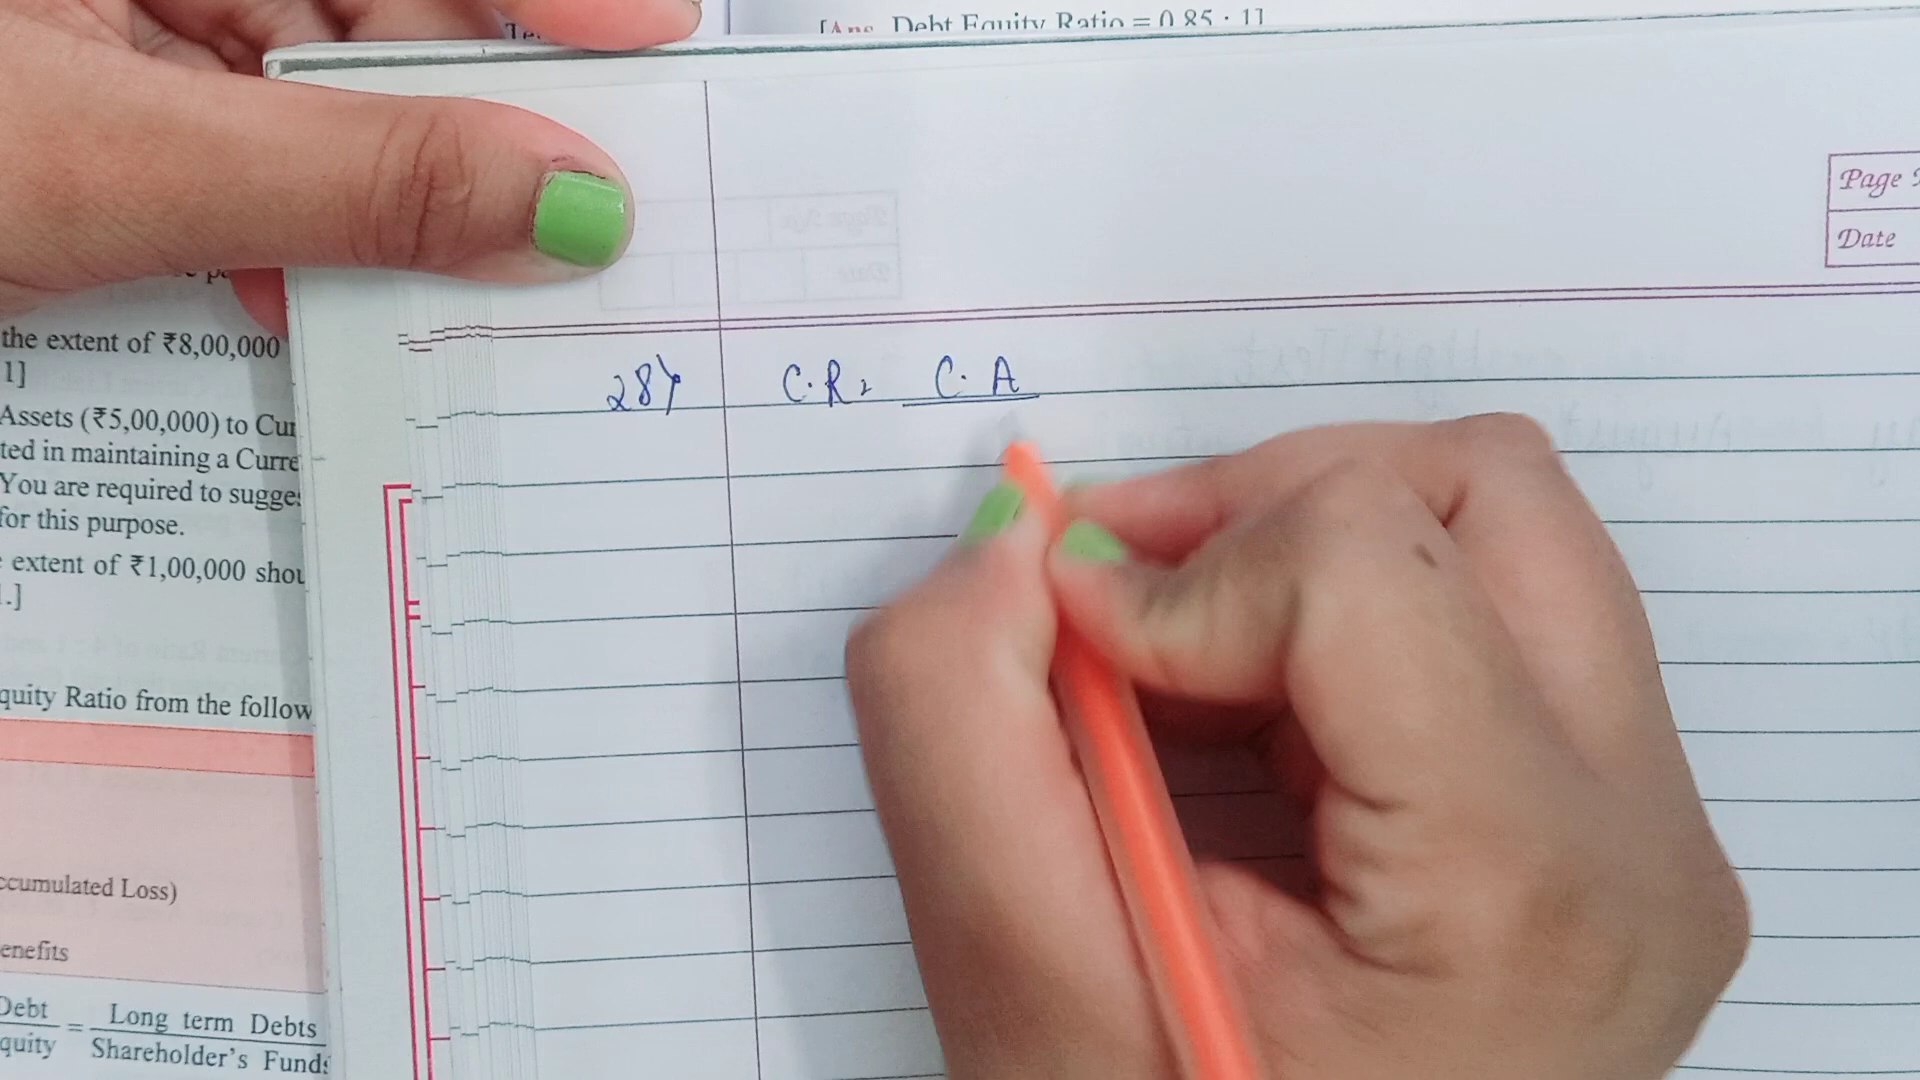 [Ans. Debt Equity Ratio = 0.85 : 1]
Page
Date
the extent of ₹8,00,000
1]
Assets (₹5,00,000) to Cur
ted in maintaining a Curre
You are required to sugges
for this purpose.
extent of ₹1,00,000 shou
.]
quity Ratio from the follow
ccumulated Loss)
enefits
Debt
quity
=
Long term Debts
Shareholder's Funds
28)
C.R = C.A